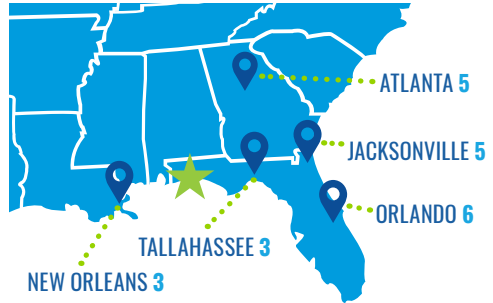 ATLANTA 5
JACKSONVILLE 5
ORLANDO 6
TALLAHASSEE 3
NEW ORLEANS 3